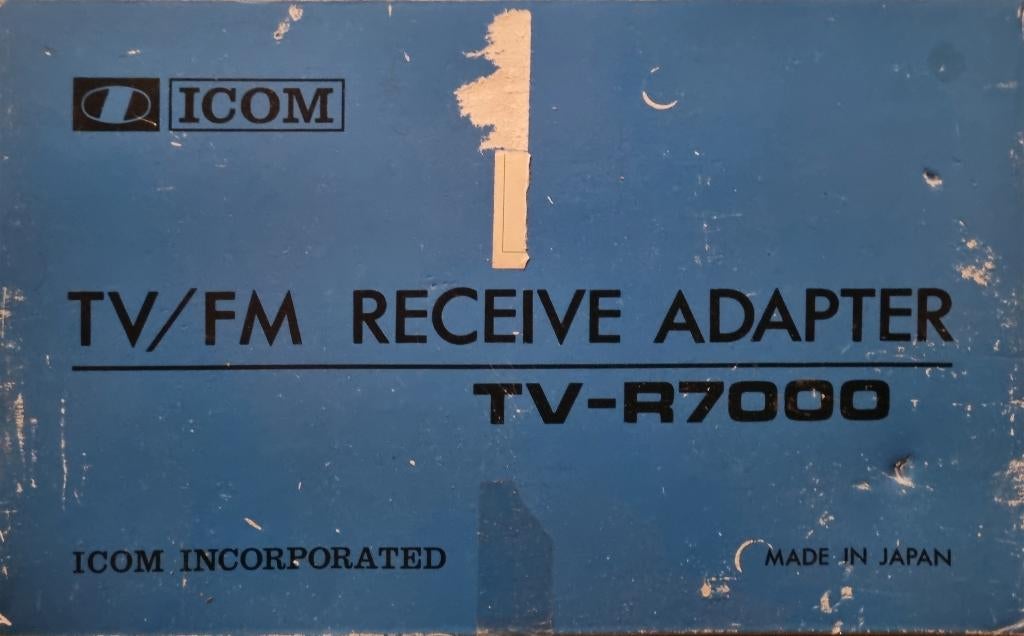 ICOM
TV/FM RECEIVE ADAPTER
TV-R7000
ICOM INCORPORATED
MADE IN JAPAN